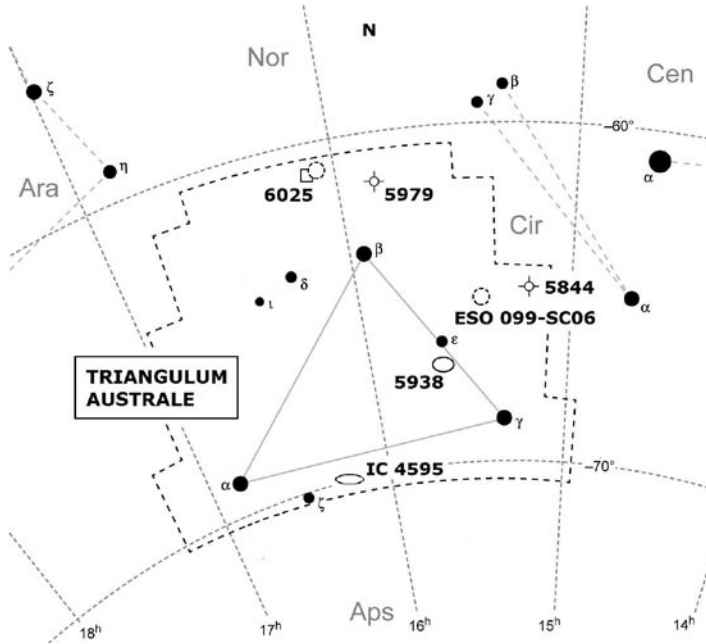 N
Nor
β
γ
Cen
ζ
–60°
η
α
Ara
6025
5979
Cir
β
δ
ι
5844
α
ESO 099-SC06
ε
TRIANGULUM
AUSTRALE
5938
γ
IC 4595
–70°
α
ζ
Aps
18h
17h
16h
15h
14h